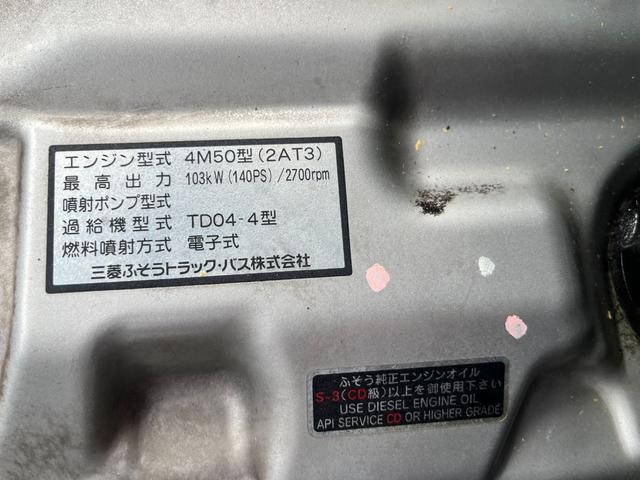 エンジン型式 4M50型(2AT3)
最高出力 103kW(140PS)/2700rpm
噴射ポンプ型式
過給機型式 TD04-4型
燃料噴射方式 電子式
三菱ふそうトラック・バス株式会社
ふそう純正エンジンオイル
S-3(CD級)以上を御使用下さい
USE DIESEL ENGINE OIL
API SERVICE CD OR HIGHER GRADE